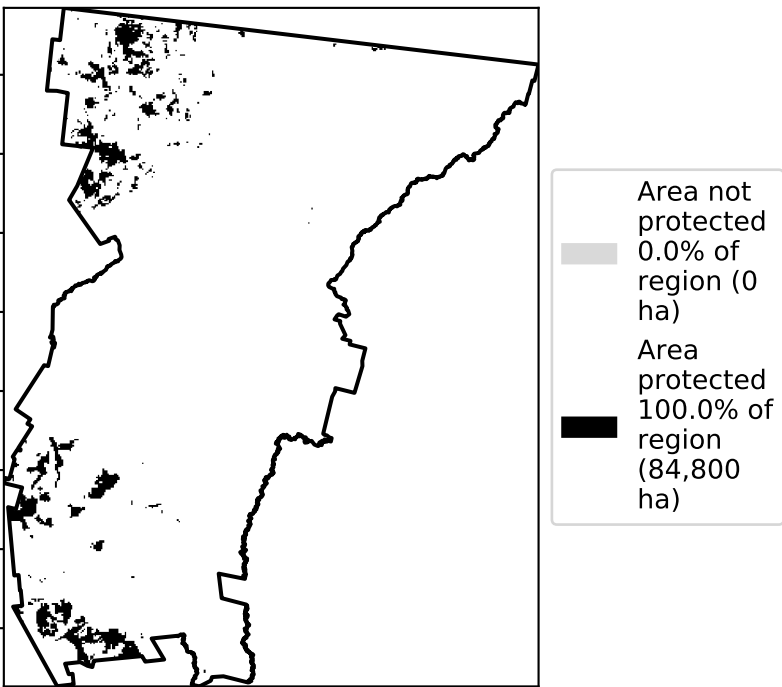 Area not
protected
0.0% of
region (0
ha)
Area
protected
100.0% of
region
(84,800
ha)